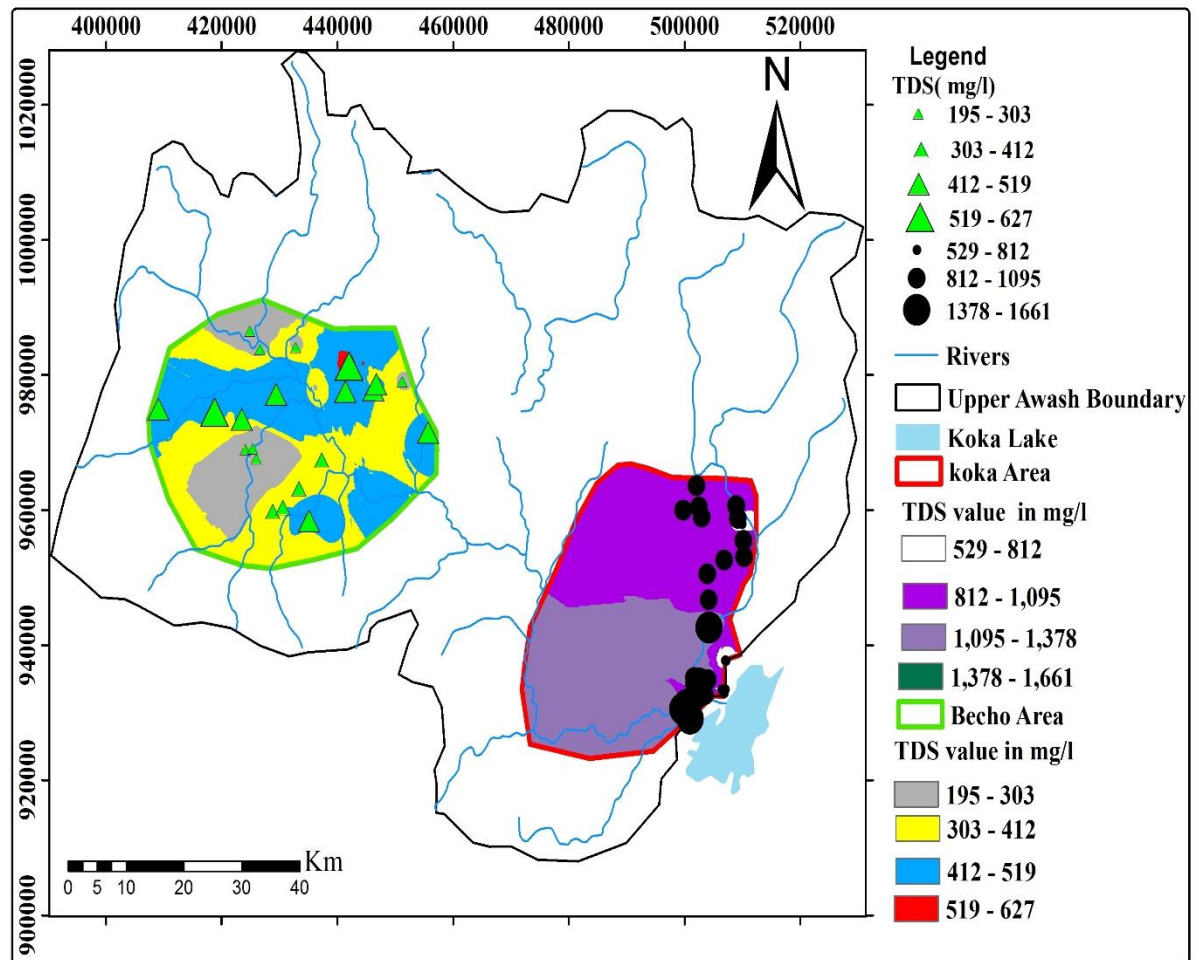 400000 420000 440000 460000 480000 500000 520000
1020000
1000000
980000
960000
940000
920000
900000
N
Km
0 5 10 20 30 40
Legend
TDS( mg/l)
195 - 303
303 - 412
412 - 519
519 - 627
529 - 812
812 - 1095
1378 - 1661
Rivers
Upper Awash Boundary
Koka Lake
koka Area
TDS value in mg/l
529 - 812
812 - 1,095
1,095 - 1,378
1,378 - 1,661
Becho Area
TDS value in mg/l
195 - 303
303 - 412
412 - 519
519 - 627